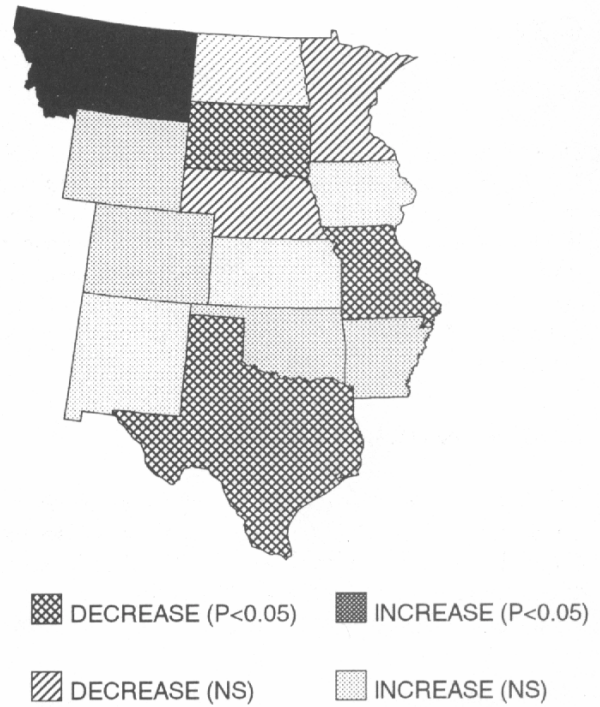 DECREASE (P<0.05)
INCREASE (P<0.05)
DECREASE (NS)
INCREASE (NS)